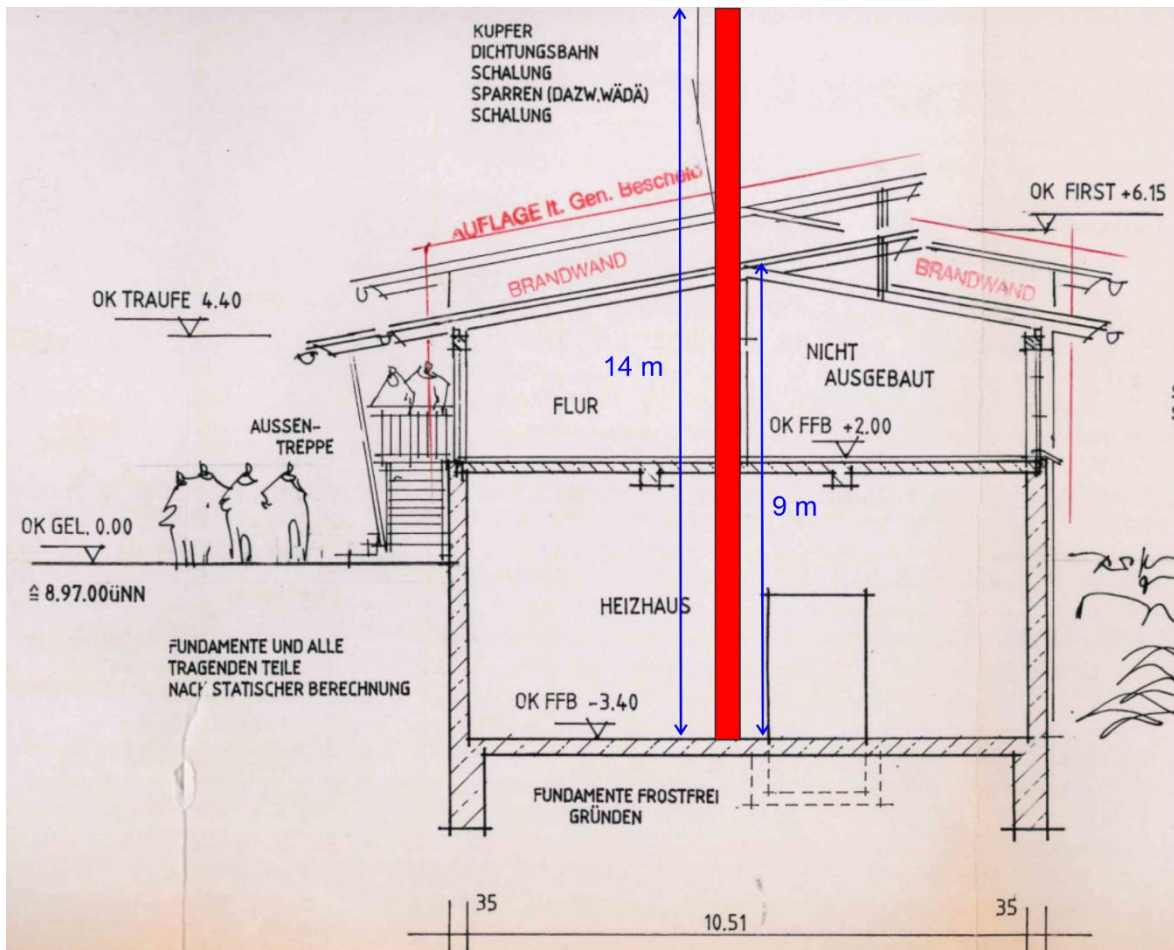 KUPFER
DICHTUNGSBAHN
SCHALUNG
SPARREN (DAZW.WÄDÄ)
SCHALUNG
AUFLAGE lt. Gen. Bescheid
OK FIRST +6.15
BRANDWAND
BRANDWAND
OK TRAUFE 4.40
14 m
NICHT
AUSGEBAUT
FLUR
OK FFB +2.00
AUSSEN-
TREPPE
9 m
OK GEL. 0.00
≙ 8.97.00üNN
HEIZHAUS
FUNDAMENTE UND ALLE
TRAGENDEN TEILE
NACH STATISCHER BERECHNUNG
OK FFB -3.40
FUNDAMENTE FROSTFREI
GRÜNDEN
35
10.51
35